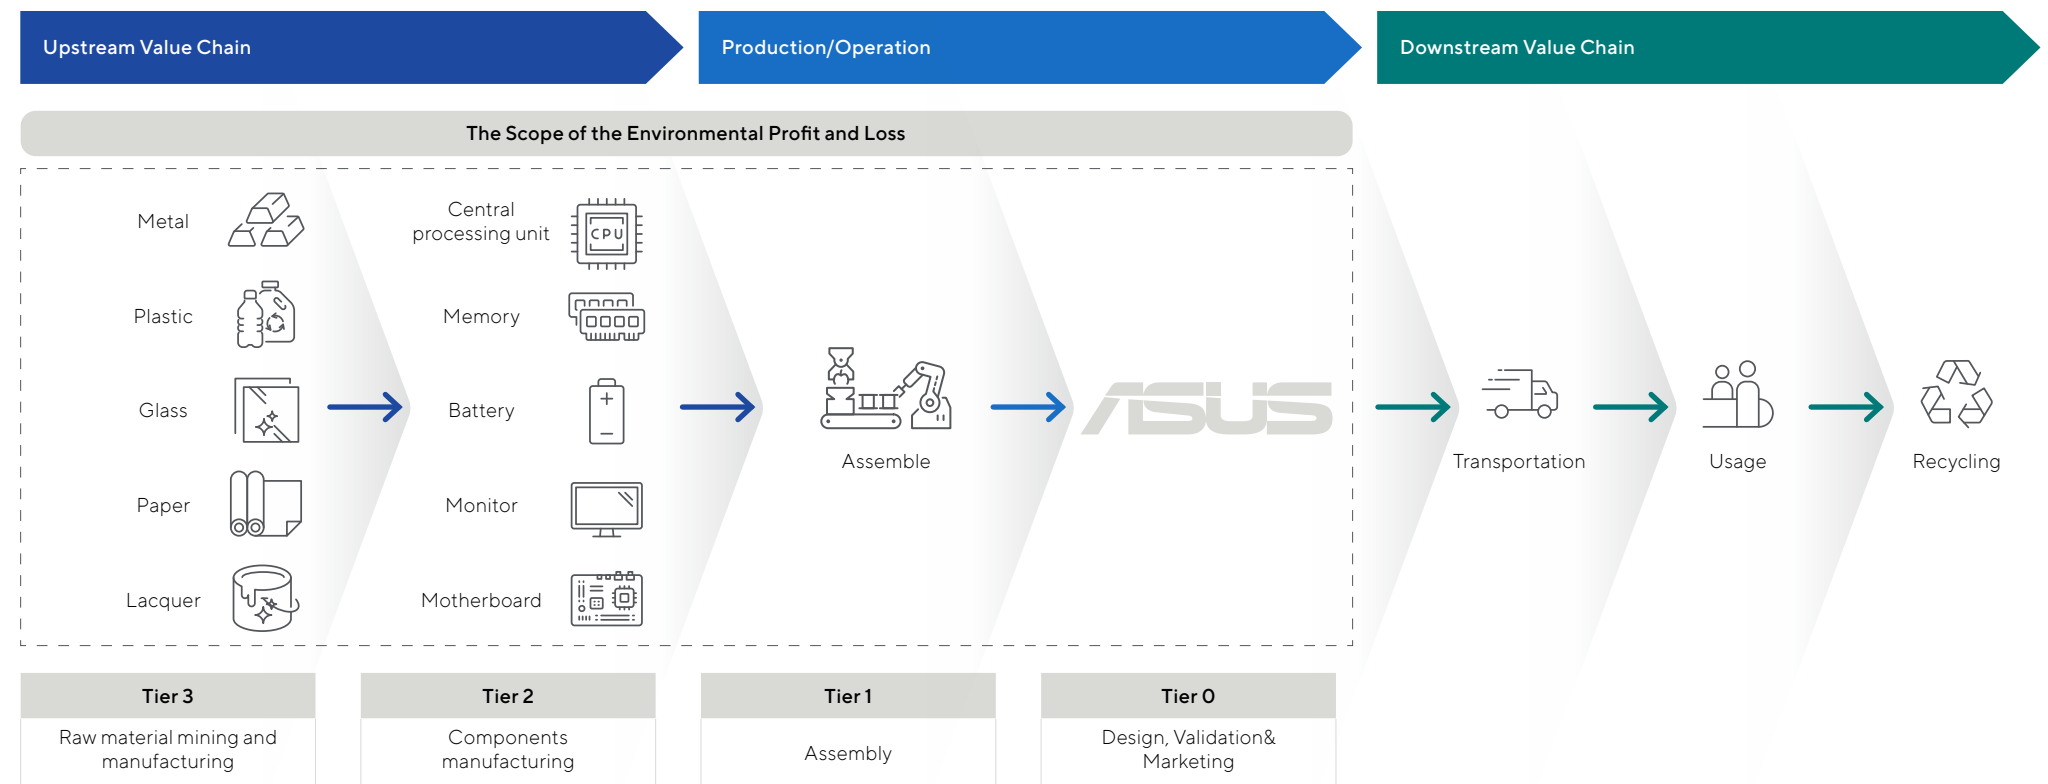 Upstream Value Chain
Production/Operation
Downstream Value Chain
The Scope of the Environmental Profit and Loss
Metal
Plastic
Glass
Paper
Lacquer
Central
processing unit
CPU
Memory
Battery
Monitor
Motherboard
Assemble
ASUS
Transportation
Usage
Recycling
Tier 3
Raw material mining and
manufacturing
Tier 2
Components
manufacturing
Tier 1
Assembly
Tier 0
Design, Validation&
Marketing